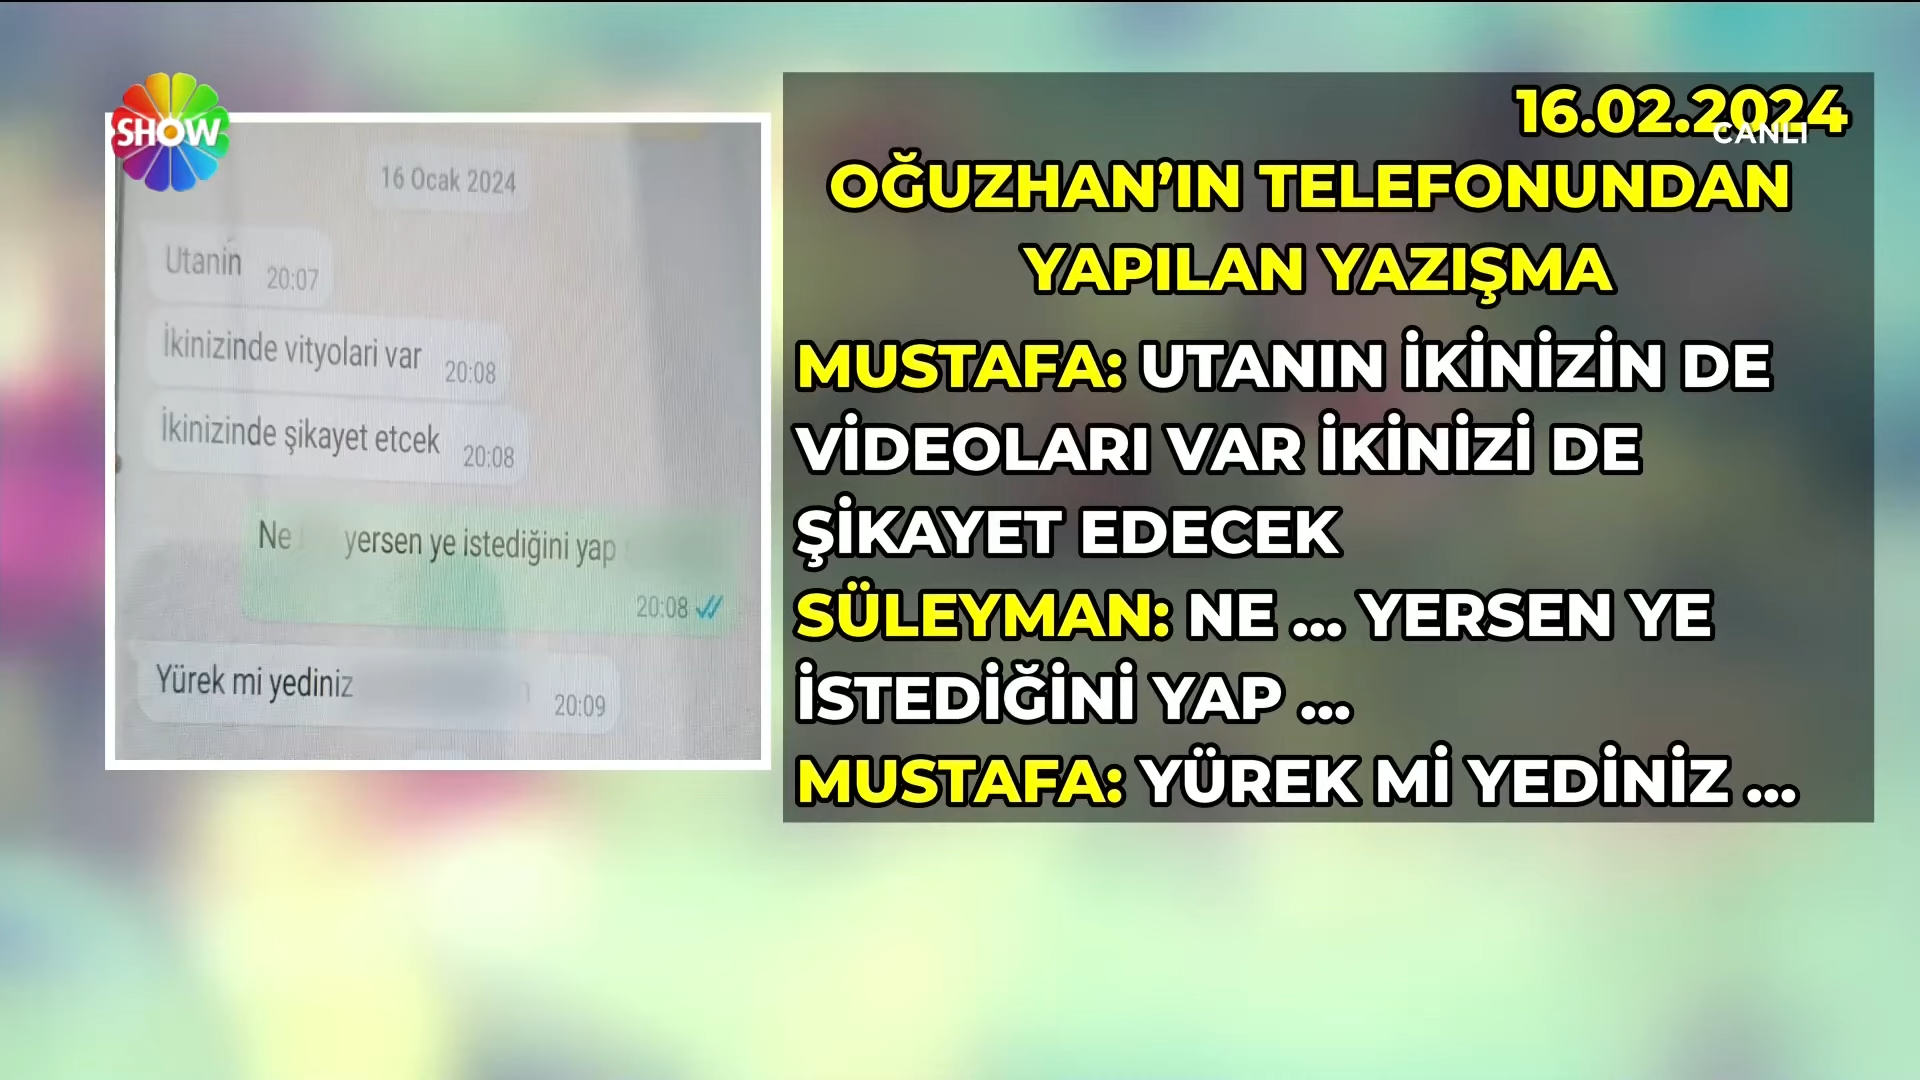 SHOW
16 Ocak 2024
Utanin
20:07
İkinizinde vityolari var
20:08
İkinizinde şikayet etcek
20:08
Ne yersen ye istediğini yap
20:08
Yürek mi yediniz
20:09
16.02.2024
CANLI
OĞUZHAN’IN TELEFONUNDAN
YAPILAN YAZIŞMA
MUSTAFA: UTANIN İKİNİZİN DE
VİDEOLARI VAR İKİNİZİ DE
ŞİKAYET EDECEK
SÜLEYMAN: NE ... YERSEN YE
İSTEDİĞİNİ YAP ...
MUSTAFA: YÜREK Mİ YEDİNİZ ...